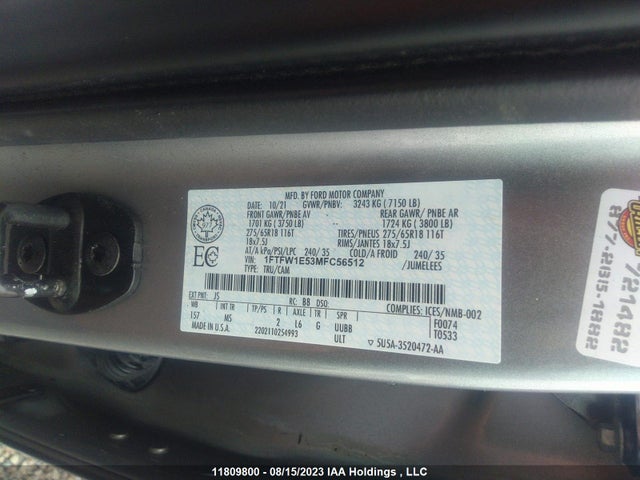 MFD. BY FORD MOTOR COMPANY
DATE: 10/21 GVWR/PNBV: 3243 KG ( 7150 LB)
FRONT GAWR/ PNBE AV REAR GAWR/ PNBE AR
1701 KG ( 3750 LB) 1724 KG ( 3800 LB)
275/65R18 116T TIRES/PNEUS 275/65R18 116T
18x7.5J RIMS/JANTES 18x7.5J
AT/A kPa/PSI/LPC 240/ 35 COLD/A FROID 240/ 35
VIN: 1FTFW1E53MFC56512 /JUMELEES
TYPE: TRU/CAM
EXT PNT: JS RC: B8 DSO: COMPLIES: ICES/NMB-002
WB INT TR TP/PS R AXLE TR SPR F0074
157 MS 2 L6 G UUBB T0533
MADE IN U.S.A. 2202110254993 ULT 5U5A-3520472-AA
877-2135-1882
721482
11809800 - 08/15/2023 IAA Holdings , LLC